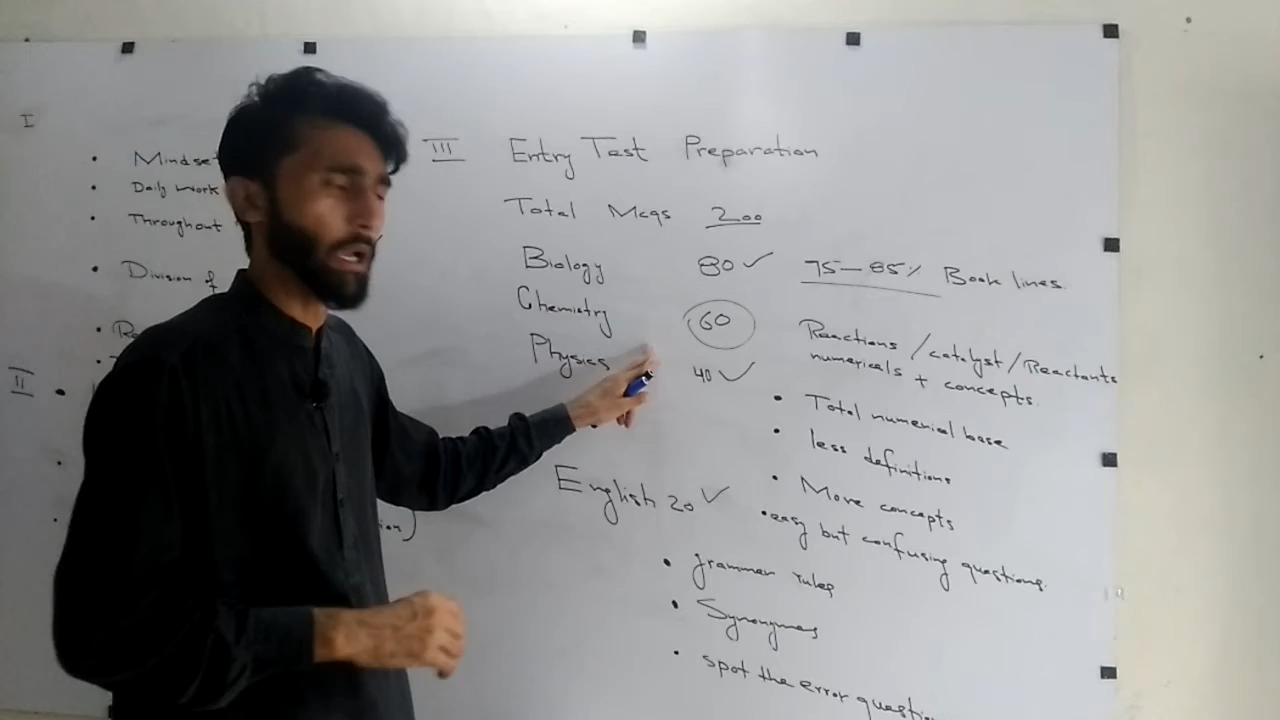 I
• Mindse
• Daily work
• Throughout
• Division of
II •
III Entry Test Preparation
Total Mcqs 200
Biology 80 ✓ 75-85% Book lines.
Chemistry 60 Reactions / catalyst / Reactants
numericals + concepts.
Physics 40 ✓
• Total numerical base
• less definitions
• More concepts
• easy but confusing questions.
English 20 ✓
• grammer rules
• Synonyms
• spot the error questi